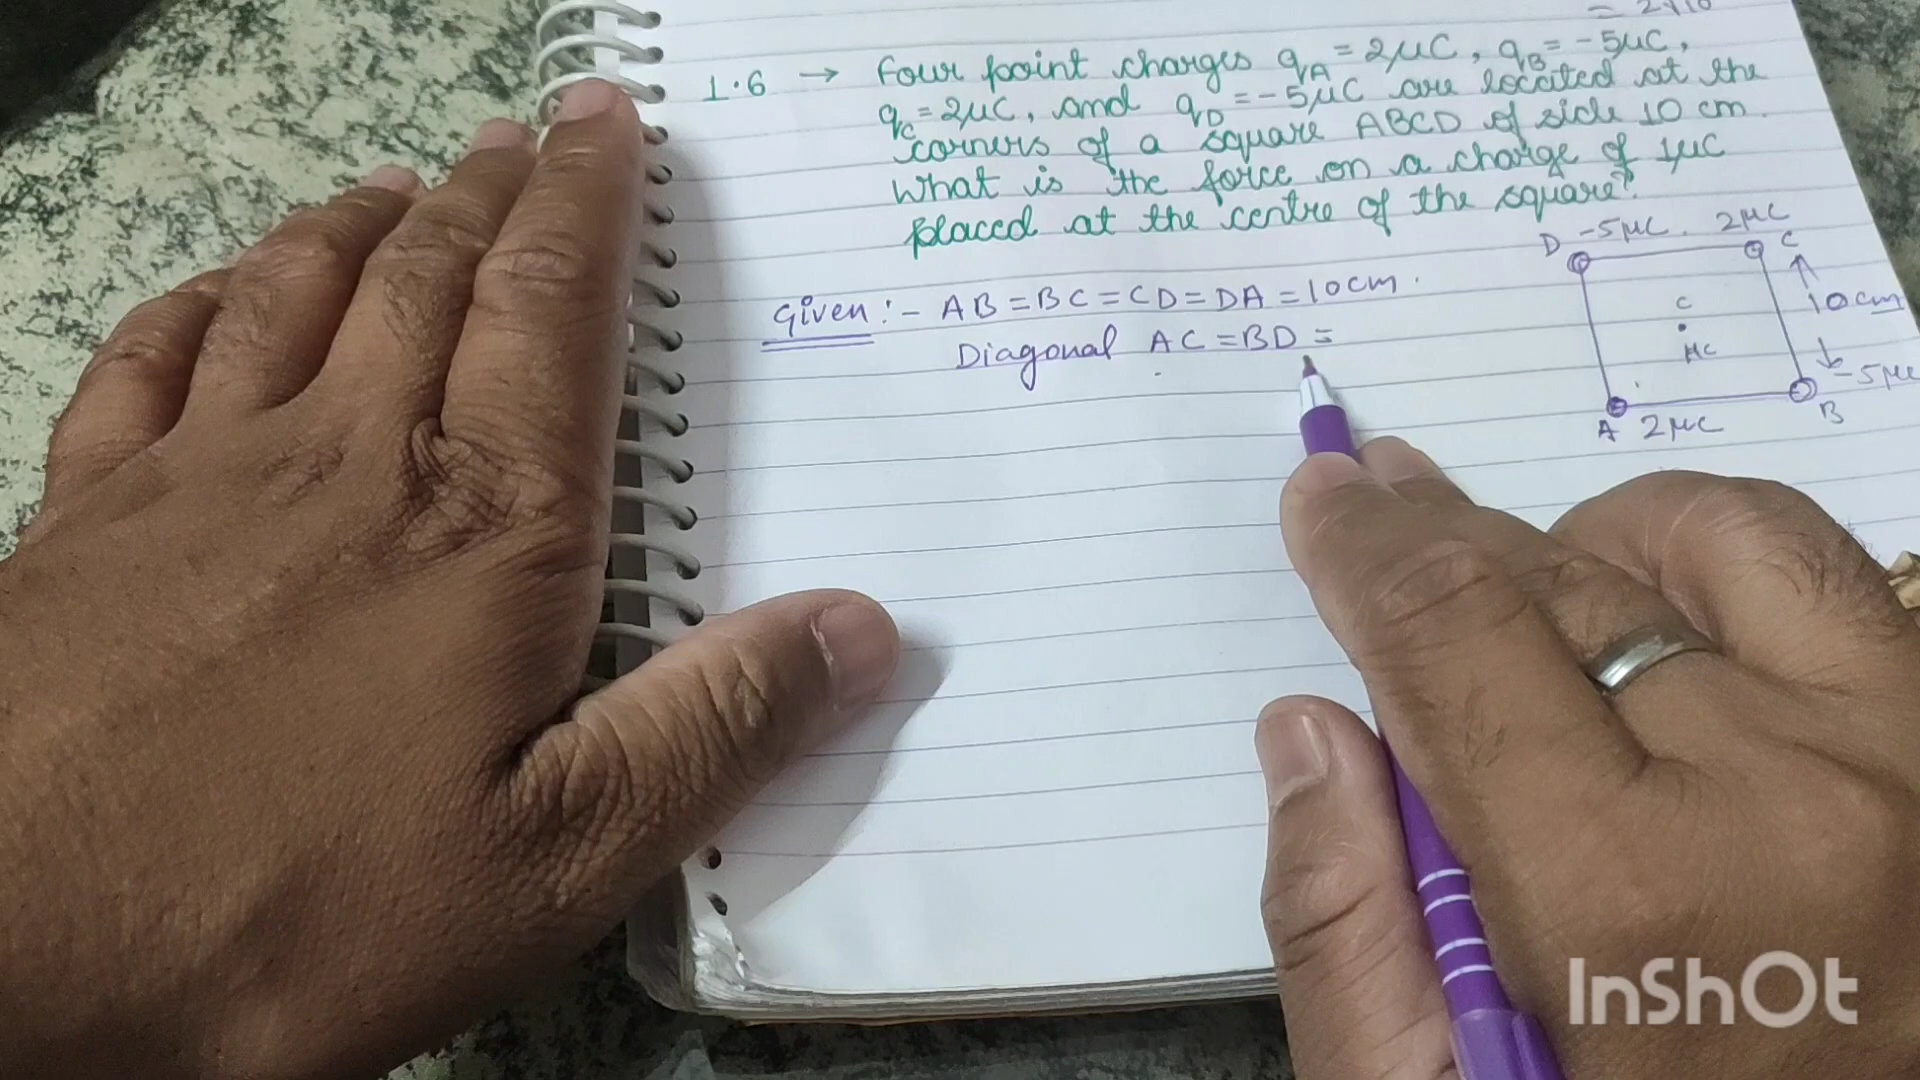 = 2×10
1.6 → Four point charges qA = 2μC, qB = -5μC,
qC = 2μC, and qD = -5μC are located at the
corners of a square ABCD of side 10 cm.
What is the force on a charge of 1μC
placed at the centre of the square?
Given :- AB = BC = CD = DA = 10cm.
Diagonal AC = BD =
D -5μC. 2μC C
C
10cm
μC
-5μC
A 2μC B
InShOt